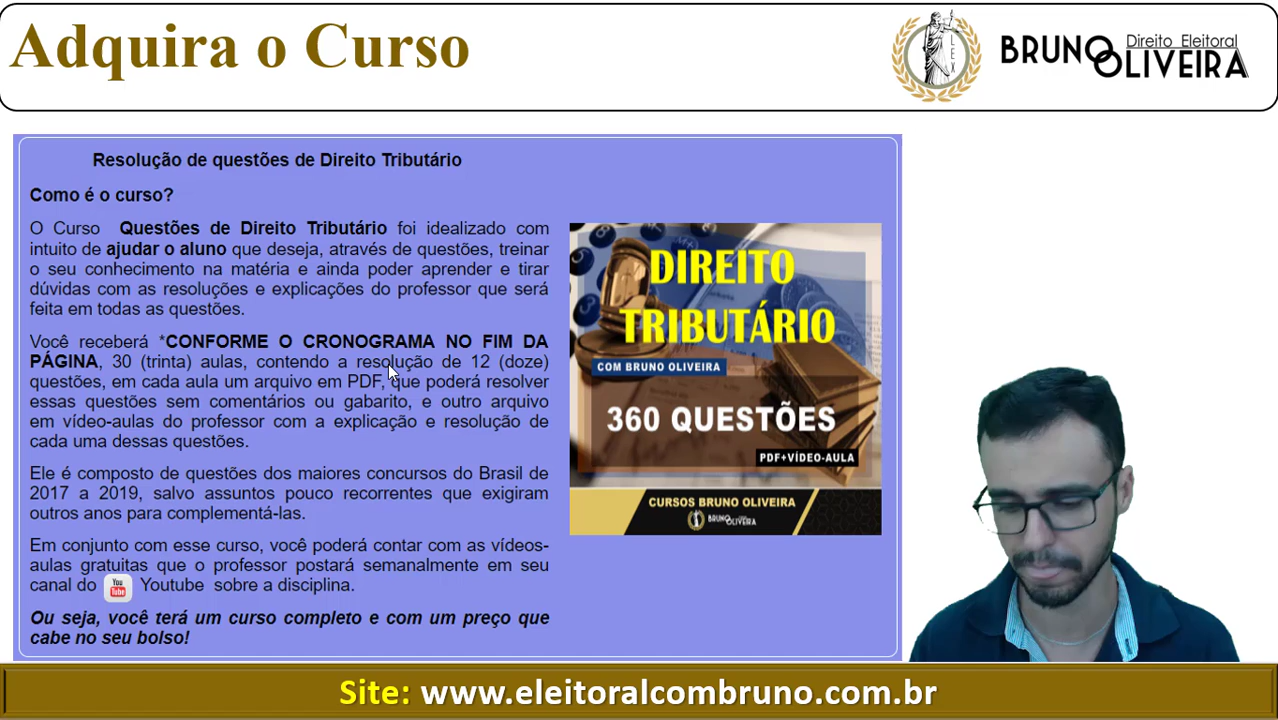 Adquira o Curso
BRUNO OLIVEIRA
Direito Eleitoral
LEX
Resolução de questões de Direito Tributário
Como é o curso?
O Curso Questões de Direito Tributário foi idealizado com
intuito de ajudar o aluno que deseja, através de questões, treinar
o seu conhecimento na matéria e ainda poder aprender e tirar
dúvidas com as resoluções e explicações do professor que será
feita em todas as questões.
Você receberá *CONFORME O CRONOGRAMA NO FIM DA
PÁGINA, 30 (trinta) aulas, contendo a resolução de 12 (doze)
questões, em cada aula um arquivo em PDF, que poderá resolver
essas questões sem comentários ou gabarito, e outro arquivo
em vídeo-aulas do professor com a explicação e resolução de
cada uma dessas questões.
Ele é composto de questões dos maiores concursos do Brasil de
2017 a 2019, salvo assuntos pouco recorrentes que exigiram
outros anos para complementá-las.
Em conjunto com esse curso, você poderá contar com as vídeos-
aulas gratuitas que o professor postará semanalmente em seu
canal do You Tube Youtube sobre a disciplina.
Ou seja, você terá um curso completo e com um preço que
cabe no seu bolso!
DIREITO
TRIBUTÁRIO
COM BRUNO OLIVEIRA
360 QUESTÕES
PDF+VÍDEO-AULA
CURSOS BRUNO OLIVEIRA
BRUNO OLIVEIRA
Site: www.eleitoralcombruno.com.br